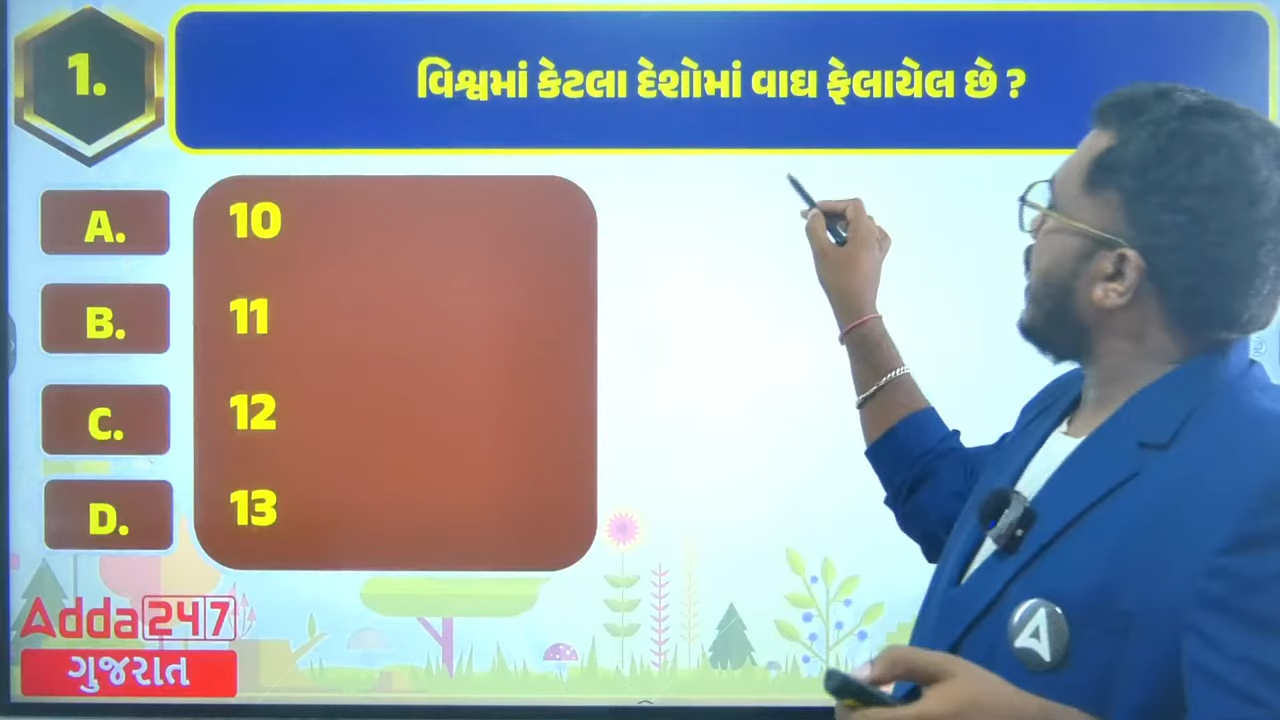 1.
વિશ્વમાં કેટલા દેશોમાં વાઘ ફેલાયેલ છે ?
A. 10
B. 11
C. 12
D. 13
Adda247
ગુજરાત